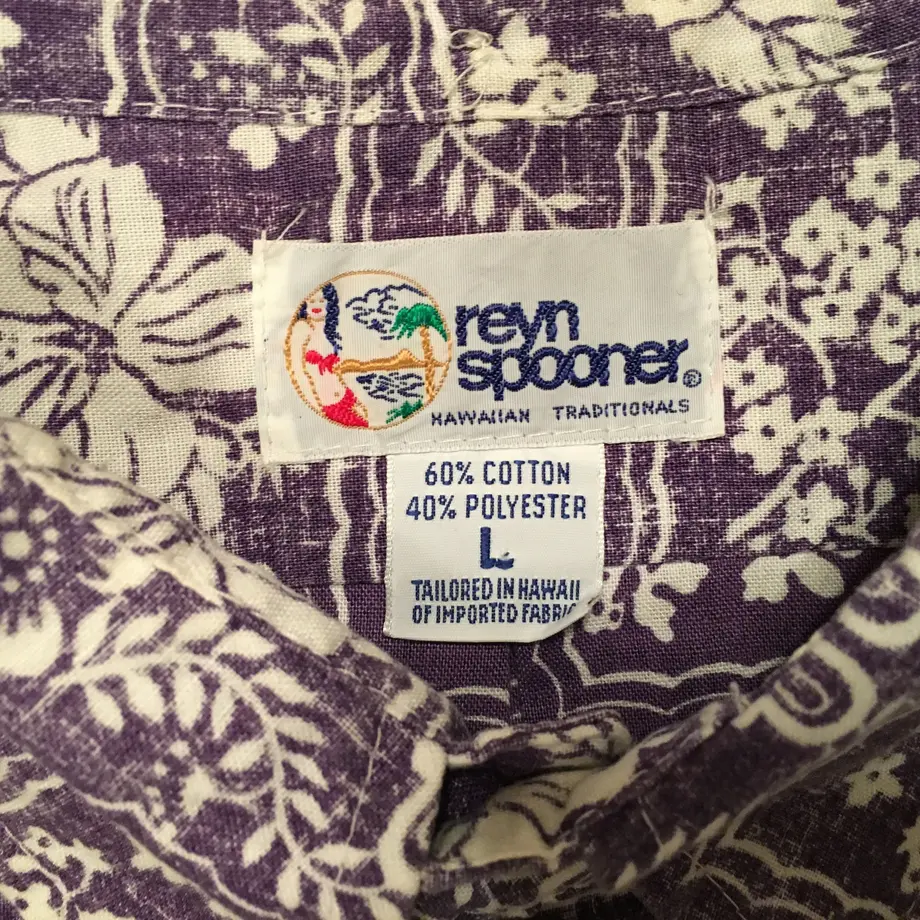 reyn
spooner®
HAWAIIAN TRADITIONALS
60% COTTON
40% POLYESTER
L
TAILORED IN HAWAII
OF IMPORTED FABRIC